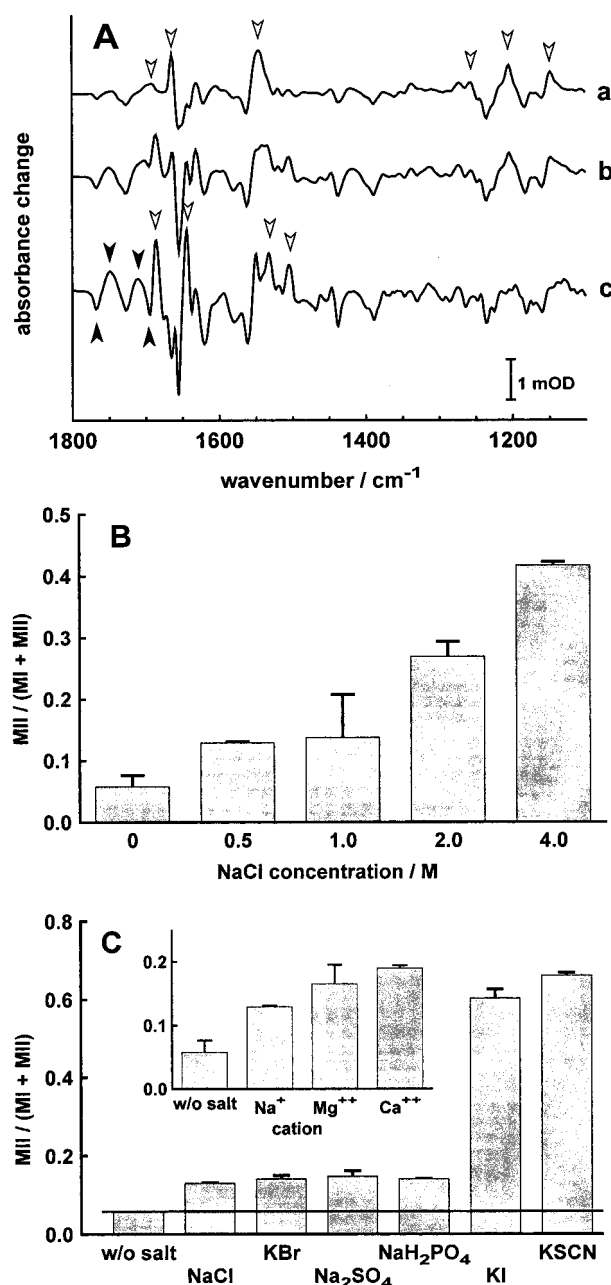 A
a
b
c
absorbance change
1 mOD
1800 1600 1400 1200
wavenumber / cm⁻¹
B
MII / (MI + MII)
0.5
0.4
0.3
0.2
0.1
0.0
0 0.5 1.0 2.0 4.0
NaCl concentration / M
C
MII / (MI + MII)
0.8
0.6
0.4
0.2
0.0
0.2
0.1
0.0
w/o salt Na⁺ Mg⁺⁺ Ca⁺⁺
cation
w/o salt KBr NaH₂PO₄ KSCN
NaCl Na₂SO₄ KI